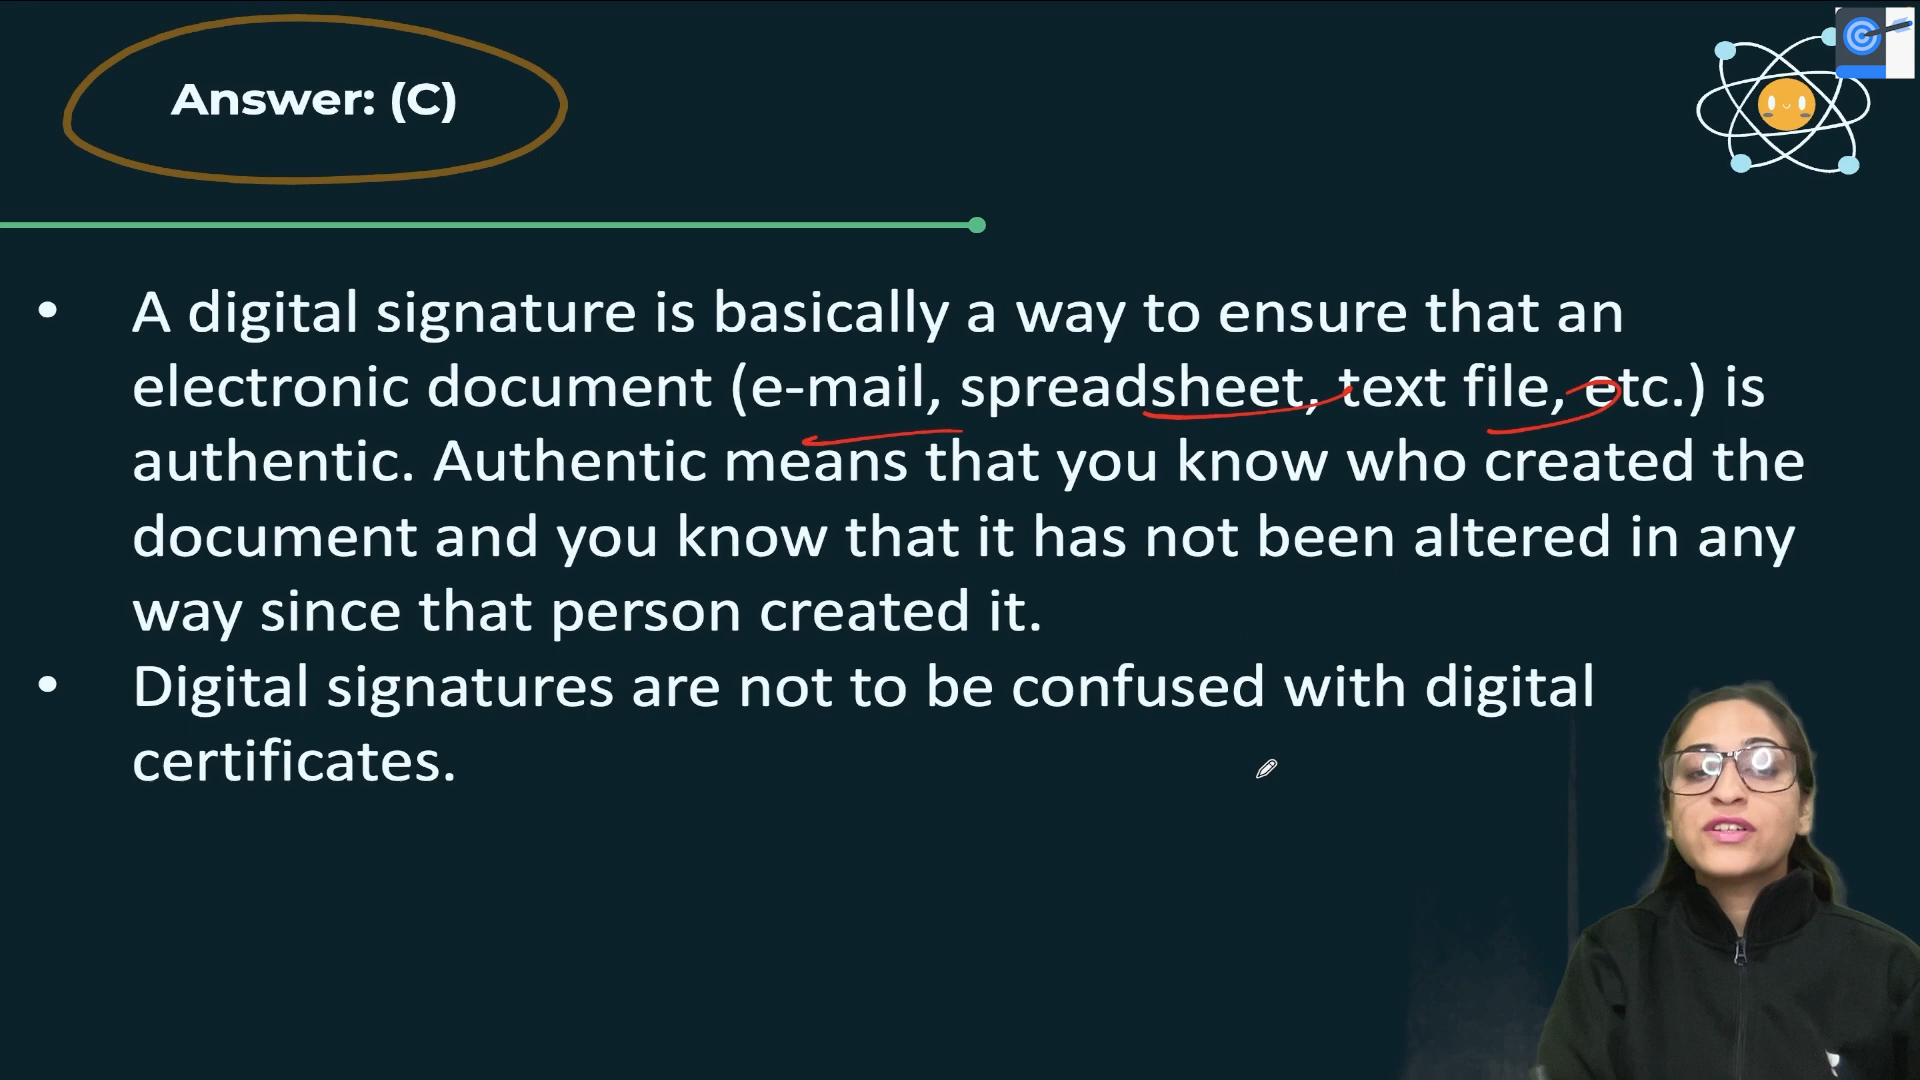 Answer: (C)
• A digital signature is basically a way to ensure that an
electronic document (e-mail, spreadsheet, text file, etc.) is
authentic. Authentic means that you know who created the
document and you know that it has not been altered in any
way since that person created it.
• Digital signatures are not to be confused with digital
certificates.